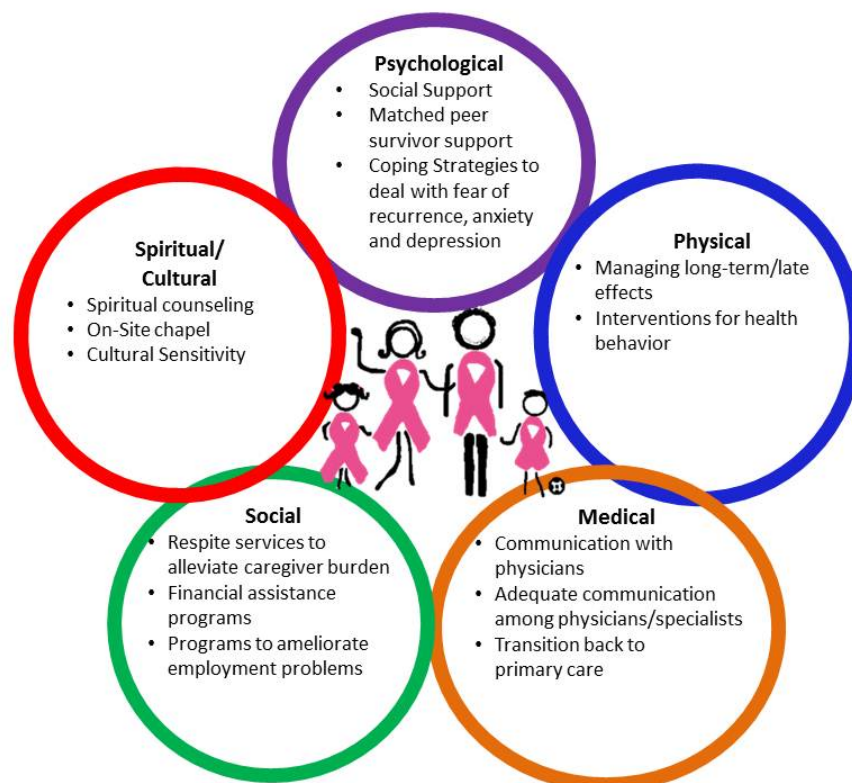 Psychological
• Social Support
• Matched peer
survivor support
• Coping Strategies to
deal with fear of
recurrence, anxiety
and depression
Spiritual/
Cultural
• Spiritual counseling
• On-Site chapel
• Cultural Sensitivity
Physical
• Managing long-term/late
effects
• Interventions for health
behavior
Social
• Respite services to
alleviate caregiver burden
• Financial assistance
programs
• Programs to ameliorate
employment problems
Medical
• Communication with
physicians
• Adequate communication
among physicians/specialists
• Transition back to
primary care